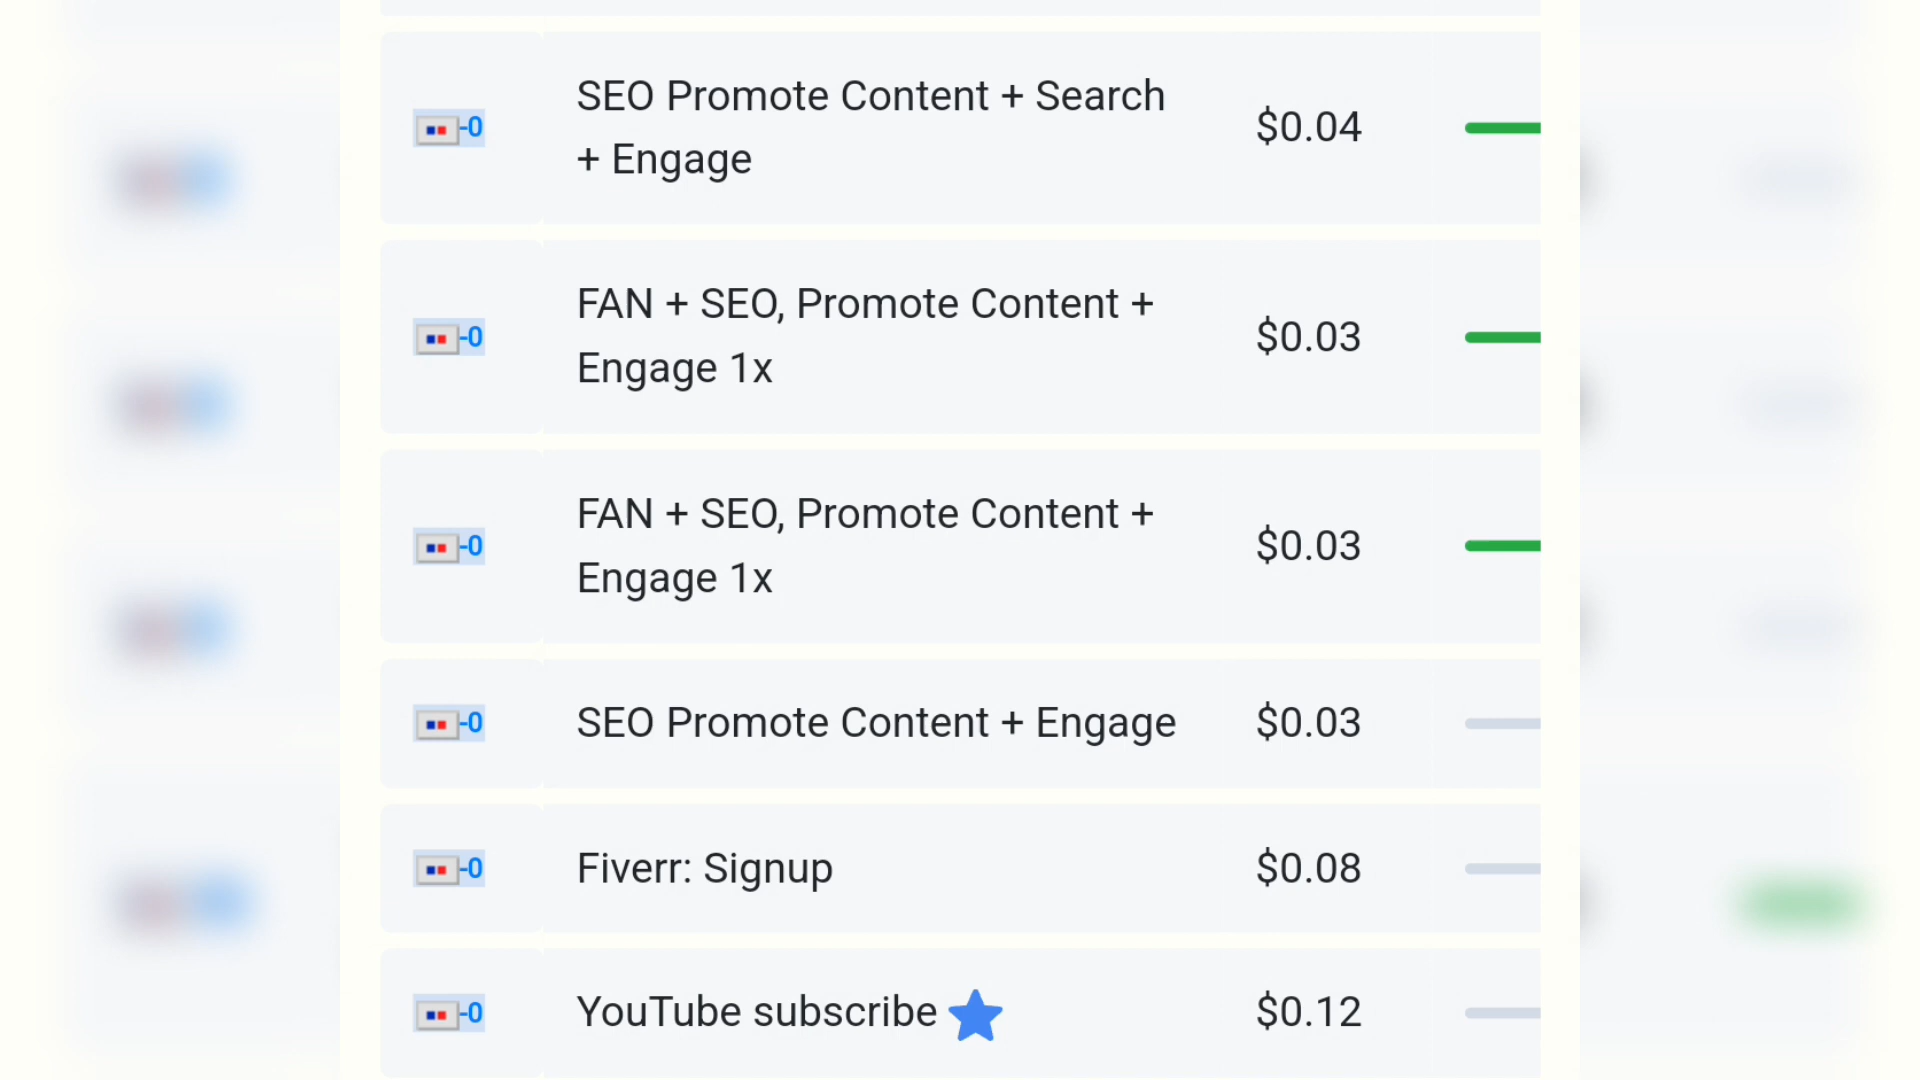 SEO Promote Content + Search
+ Engage
-0
$0.04
FAN + SEO, Promote Content +
Engage 1x
-0
$0.03
FAN + SEO, Promote Content +
Engage 1x
-0
$0.03
-0 SEO Promote Content + Engage $0.03
-0 Fiverr: Signup $0.08
-0 YouTube subscribe $0.12